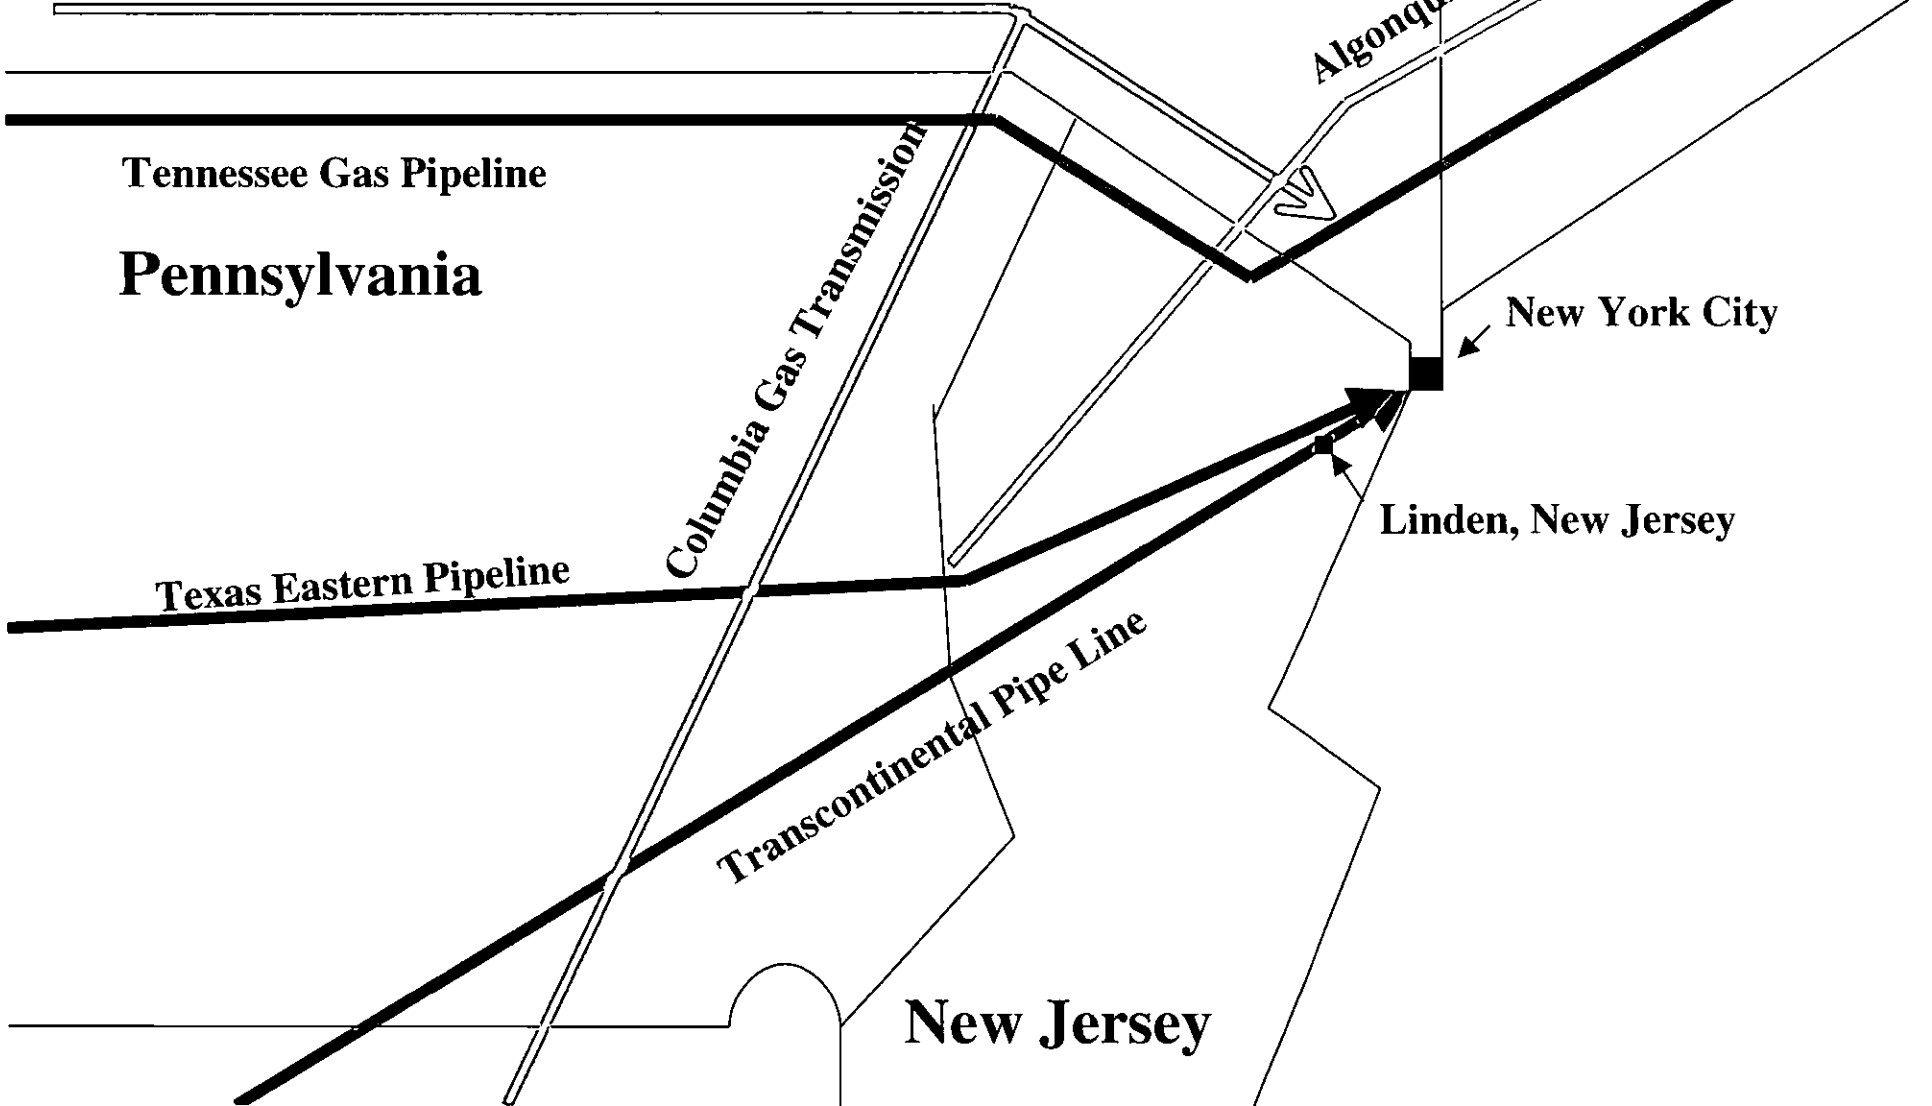 Tennessee Gas Pipeline
Pennsylvania
Columbia Gas Transmission
New York City
Linden, New Jersey
Texas Eastern Pipeline
Transcontinental Pipe Line
New Jersey